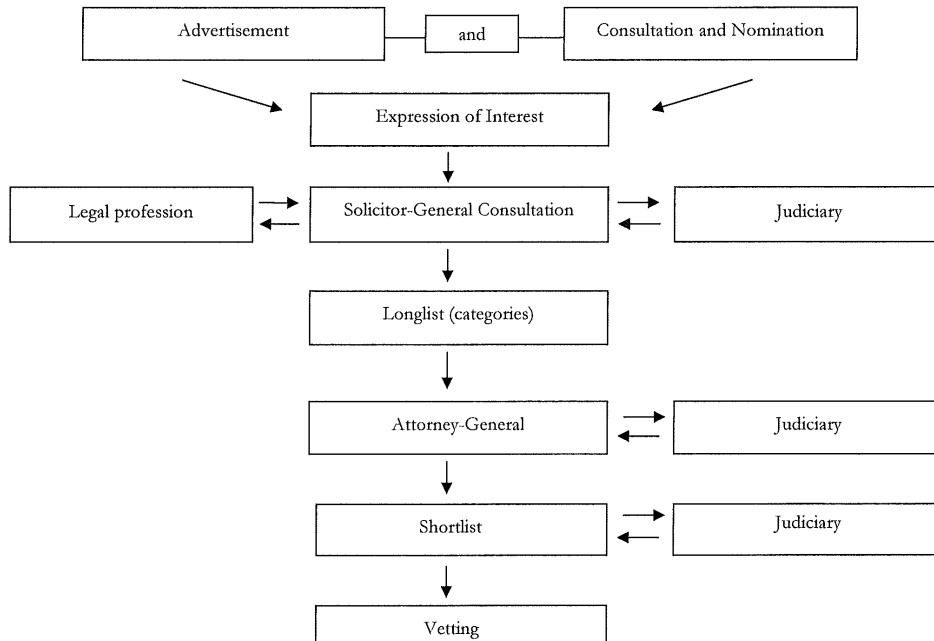 Advertisement
and
Consultation and Nomination
Expression of Interest
Legal profession
Solicitor-General Consultation
Judiciary
Longlist (categories)
Attorney-General
Judiciary
Shortlist
Judiciary
Vetting